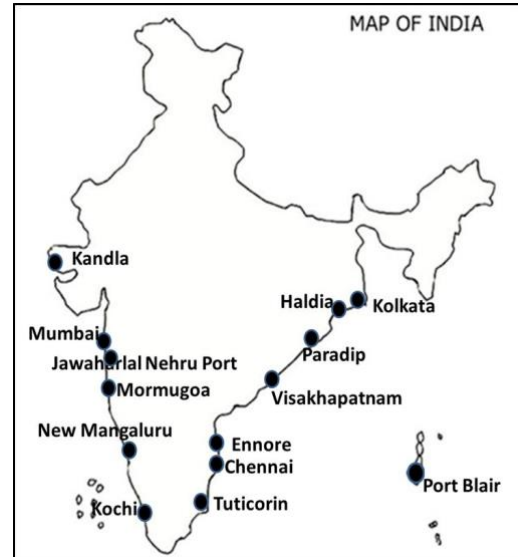 MAP OF INDIA
Kandla
Haldia
Kolkata
Mumbai
Paradip
Jawaharlal Nehru Port
Mormugoa
Visakhapatnam
New Mangaluru
Ennore
Chennai
Port Blair
Kochi
Tuticorin